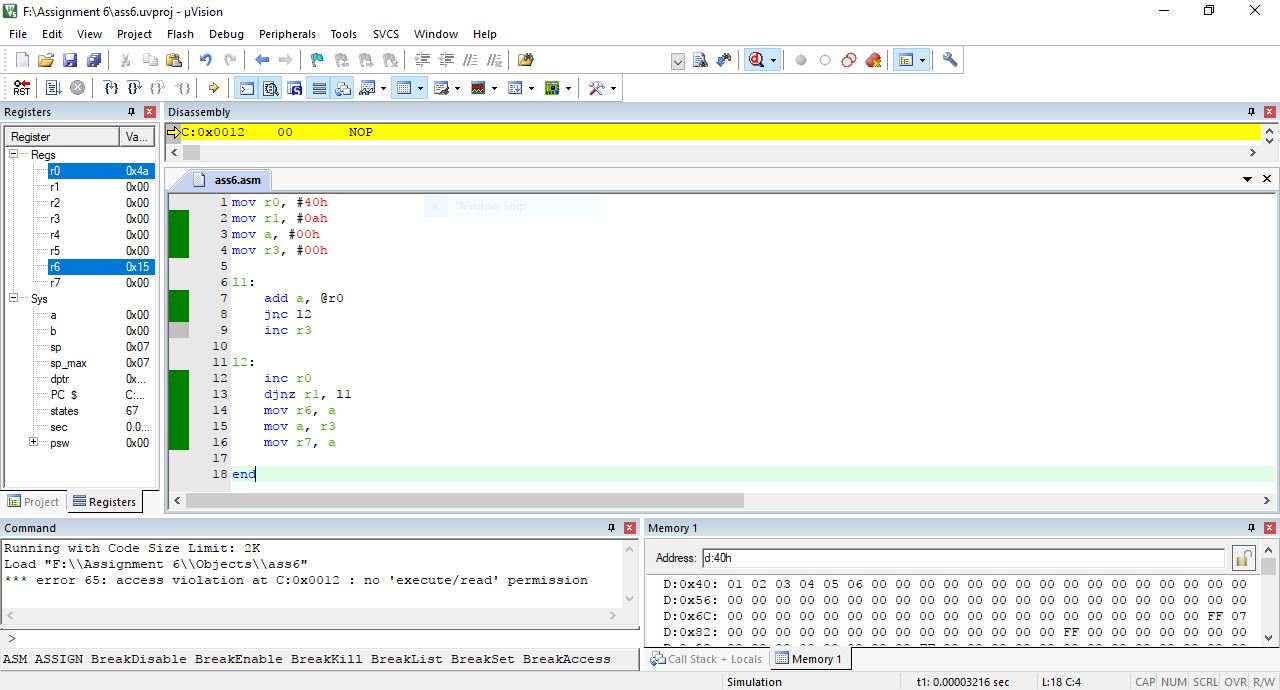 F:\Assignment 6\ass6.uvproj - µVision
File Edit View Project Flash Debug Peripherals Tools SVCS Window Help
Registers
Register Va...
Regs
r0 0x4a
r1 0x00
r2 0x00
r3 0x00
r4 0x00
r5 0x00
r6 0x15
r7 0x00
Sys
a 0x00
b 0x00
sp 0x07
sp_max 0x07
dptr 0x...
PC $ C:...
states 67
sec 0.0...
psw 0x00
Project Registers
Disassembly
C:0x0012 00 NOP
ass6.asm
Window Snip
1 mov r0, #40h
2 mov r1, #0ah
3 mov a, #00h
4 mov r3, #00h
5
6 l1:
7 add a, @r0
8 jnc l2
9 inc r3
10
11 l2:
12 inc r0
13 djnz r1, l1
14 mov r6, a
15 mov a, r3
16 mov r7, a
17
18 end
Command
Running with Code Size Limit: 2K
Load "F:\\Assignment 6\\Objects\\ass6"
*** error 65: access violation at C:0x0012 : no 'execute/read' permission
>
ASM ASSIGN BreakDisable BreakEnable BreakKill BreakList BreakSet BreakAccess
Memory 1
Address: d:40h
D:0x40: 01 02 03 04 05 06 00 00 00 00 00 00 00 00 00 00 00 00 00 00 00 00
D:0x56: 00 00 00 00 00 00 00 00 00 00 00 00 00 00 00 00 00 00 00 00 00 00
D:0x6C: 00 00 00 00 00 00 00 00 00 00 00 00 00 00 00 00 00 00 00 00 FF 07
D:0x82: 00 00 00 00 00 00 00 00 00 00 00 00 00 00 FF 00 00 00 00 00 00 00
Call Stack + Locals Memory 1
Simulation t1: 0.00003216 sec L:18 C:4 CAP NUM SCRL OVR R/W